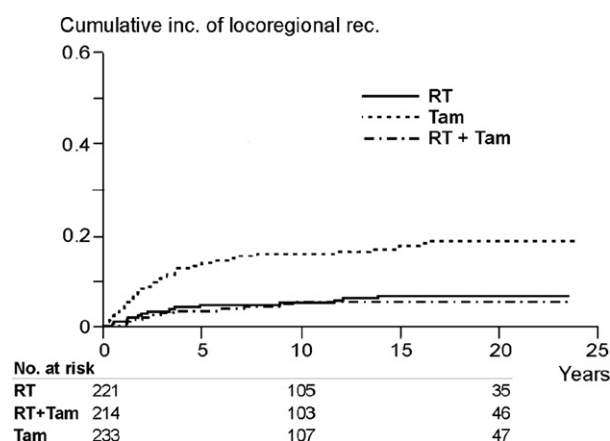 Cumulative inc. of locoregional rec.
0.6
0.4
0.2
0
RT
Tam
RT + Tam
0 5 10 15 20 25
Years
No. at risk
RT 221 105 35
RT+Tam 214 103 46
Tam 233 107 47